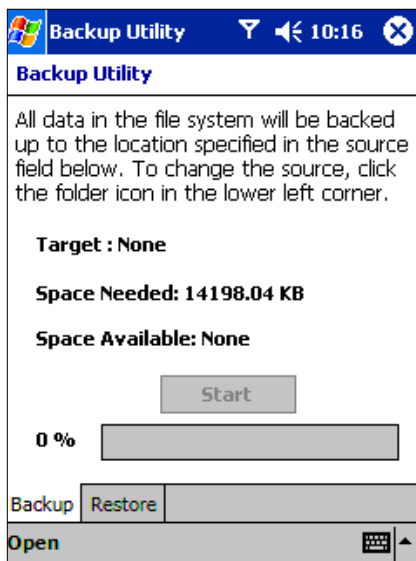 Backup Utility 10:16
Backup Utility
All data in the file system will be backed
up to the location specified in the source
field below. To change the source, click
the folder icon in the lower left corner.
Target : None
Space Needed: 14198.04 KB
Space Available: None
Start
0 %
Backup Restore
Open